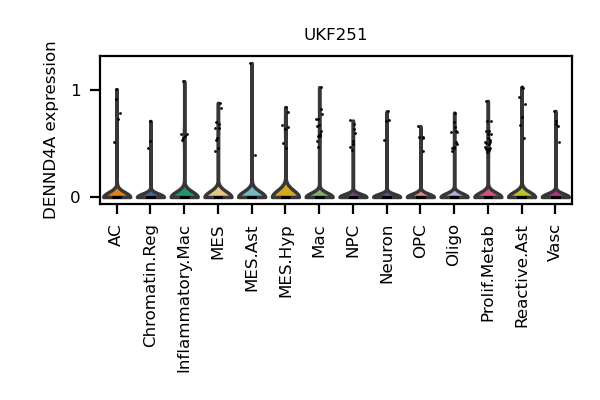 UKF251
DENND4A expression
1
0
AC
Chromatin.Reg
Inflammatory.Mac
MES
MES.Ast
MES.Hyp
Mac
NPC
Neuron
OPC
Oligo
Prolif.Metab
Reactive.Ast
Vasc